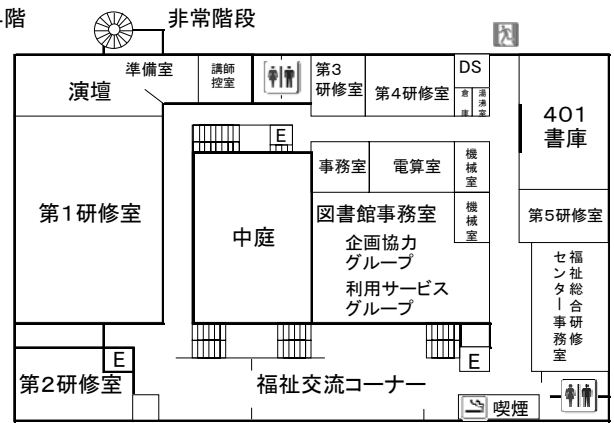 階
非常階段
準備室
演壇
講師
控室
第3
研修室
第4研修室
DS
倉庫
湯沸室
401
書庫
E
事務室
電算室
機械室
第1研修室
中庭
図書館事務室
機械室
第5研修室
企画協力
グループ
利用サービス
グループ
福祉総合研修
センター事務室
E
E
第2研修室
福祉交流コーナー
喫煙